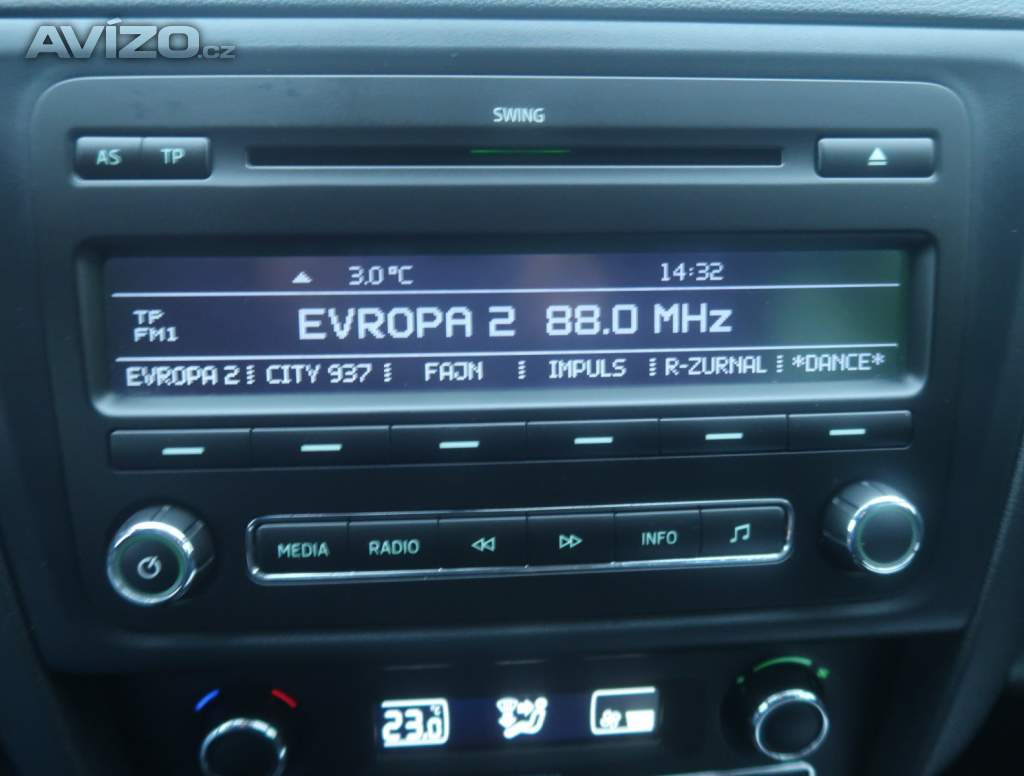 AVÍZO.cz
SWING
AS TP
3.0°C 14:32
TP
FM1
EVROPA 2 88.0 MHz
EVROPA 2 CITY 937 FAJN IMPULS R-ZURNAL *DANCE*
MEDIA RADIO INFO
23.0°C